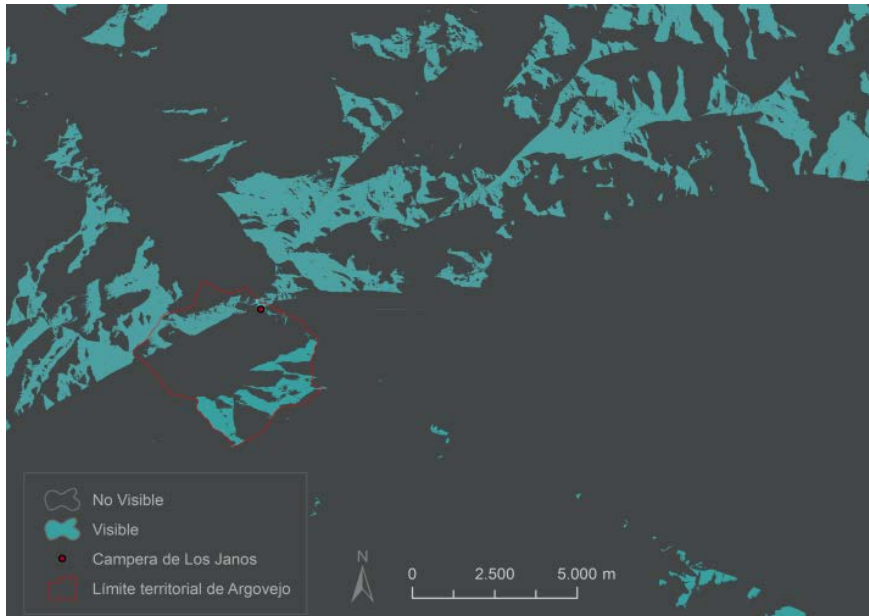 No Visible
Visible
Campera de Los Janos
Límite territorial de Argovejo
N
0 2.500 5.000 m